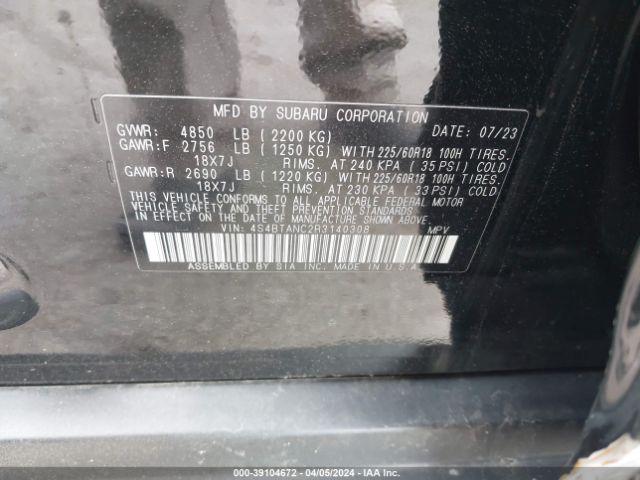 MFD BY SUBARU CORPORATION
GVWR: 4850 LB (2200 KG) DATE: 07/23
GAWR:F 2756 LB (1250 KG) WITH 225/60R18 100H TIRES.
18X7J RIMS. AT 240 KPA (35 PSI) COLD
GAWR:R 2690 LB (1220 KG) WITH 225/60R18 100H TIRES.
18X7J RIMS. AT 230 KPA (33 PSI) COLD
THIS VEHICLE CONFORMS TO ALL APPLICABLE FEDERAL MOTOR
VEHICLE SAFETY AND THEFT PREVENTION STANDARDS
IN EFFECT ON THE DATE OF MANUFACTURE SHOWN ABOVE.
VIN: 4S4BTANC2R3140308 MPV
ASSEMBLED BY SIA INC. MADE IN U.S.A.
000-39104672 - 04/05/2024 - IAA Inc.